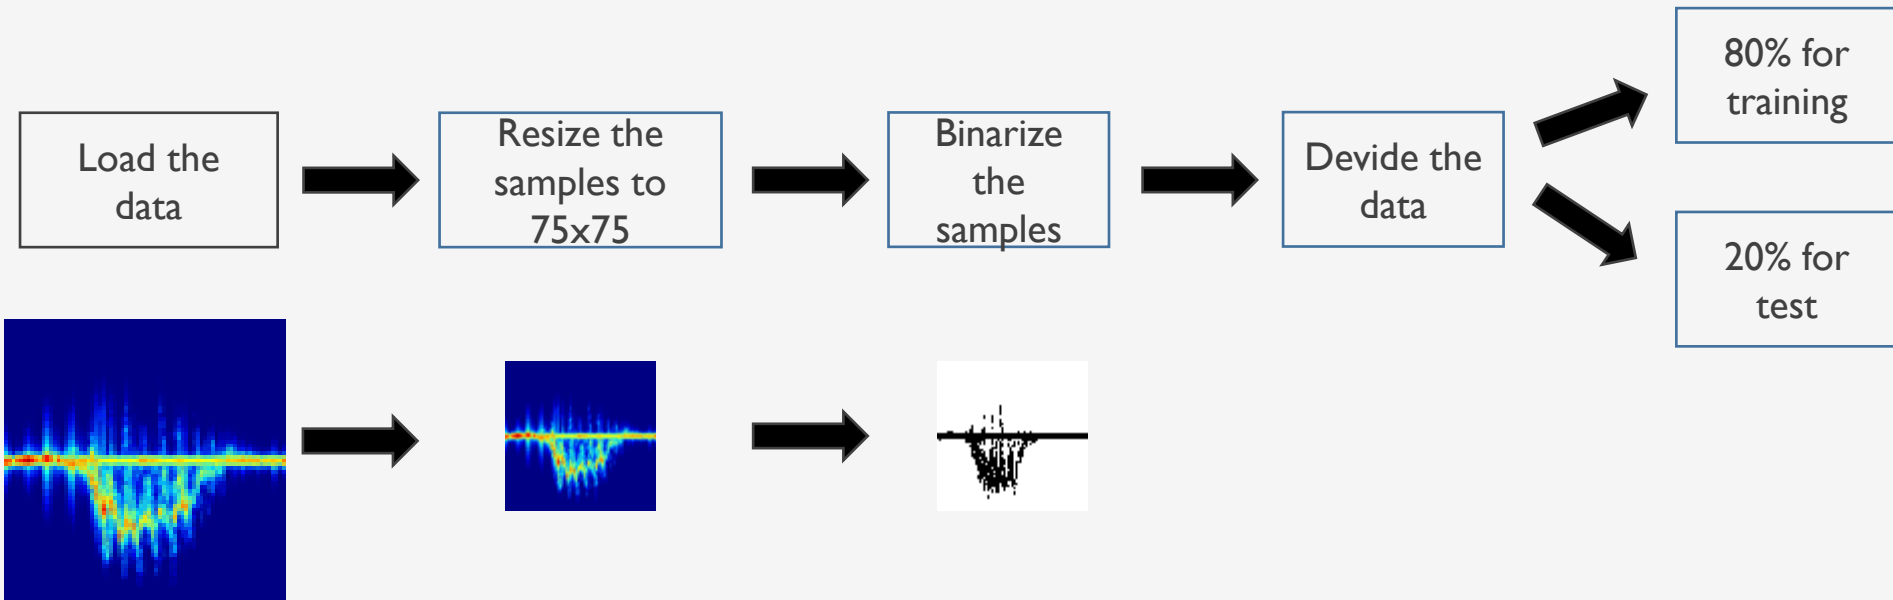 Load the
data
Resize the
samples to
75x75
Binarize
the
samples
Devide the
data
80% for
training
20% for
test